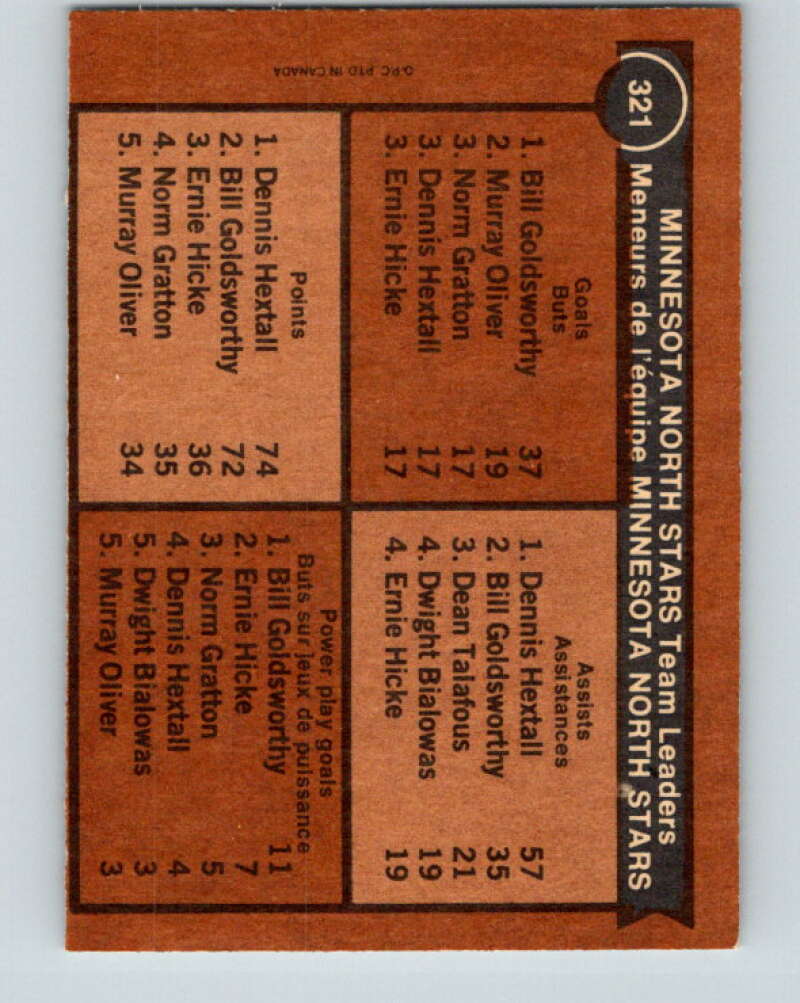 321
MINNESOTA NORTH STARS Team Leaders
Meneurs de l'équipe MINNESOTA NORTH STARS
Goals
Buts
1. Bill Goldsworthy 37
2. Murray Oliver 19
3. Norm Gratton 17
3. Dennis Hextall 17
3. Ernie Hicke 17
Assists
Assistances
1. Dennis Hextall 57
2. Bill Goldsworthy 35
3. Dean Talafous 21
4. Dwight Bialowas 19
4. Ernie Hicke 19
Points
1. Dennis Hextall 74
2. Bill Goldsworthy 72
3. Ernie Hicke 36
4. Norm Gratton 35
5. Murray Oliver 34
Power play goals
Buts sur jeux de puissance
1. Bill Goldsworthy 11
2. Ernie Hicke 7
3. Norm Gratton 5
4. Dennis Hextall 4
5. Dwight Bialowas 3
5. Murray Oliver 3
O-P-C PTD IN CANADA